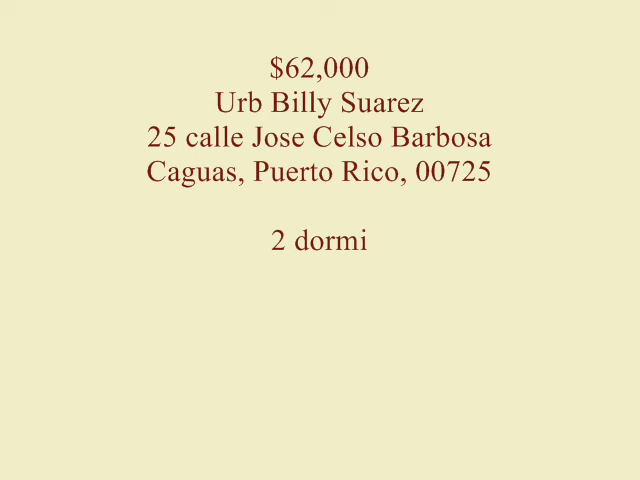 $62,000
Urb Billy Suarez
25 calle Jose Celso Barbosa
Caguas, Puerto Rico, 00725
2 dormi